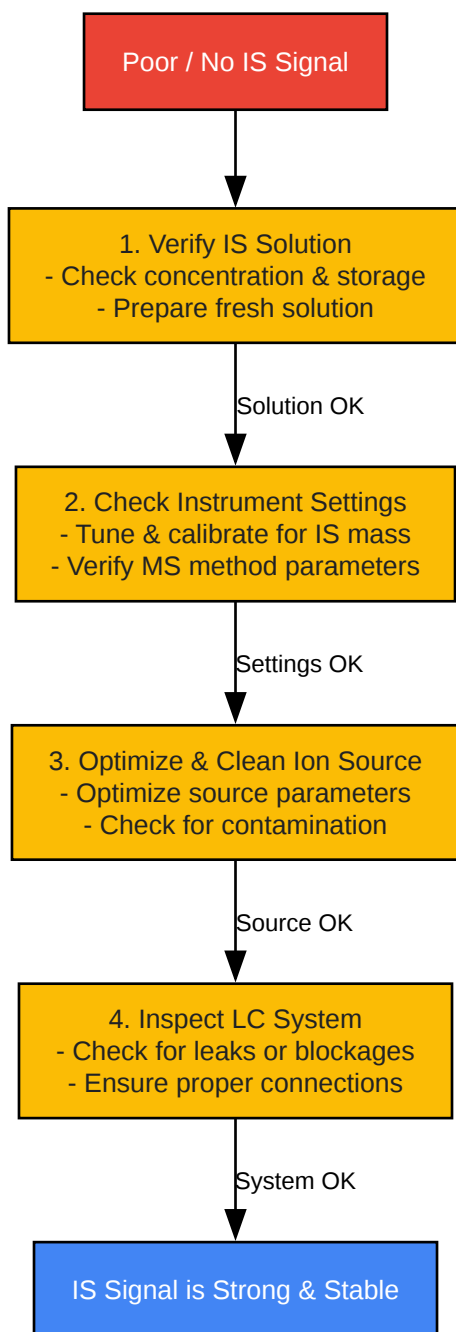 Poor / No IS Signal
1. Verify IS Solution
- Check concentration & storage
- Prepare fresh solution
Solution OK
2. Check Instrument Settings
- Tune & calibrate for IS mass
- Verify MS method parameters
Settings OK
3. Optimize & Clean Ion Source
- Optimize source parameters
- Check for contamination
Source OK
4. Inspect LC System
- Check for leaks or blockages
- Ensure proper connections
System OK
IS Signal is Strong & Stable